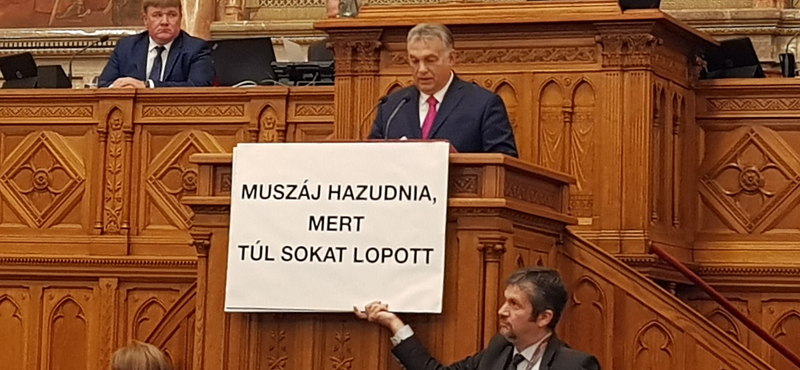 MUSZÁJ HAZUDNIA,
MERT
TÚL SOKAT LOPOTT